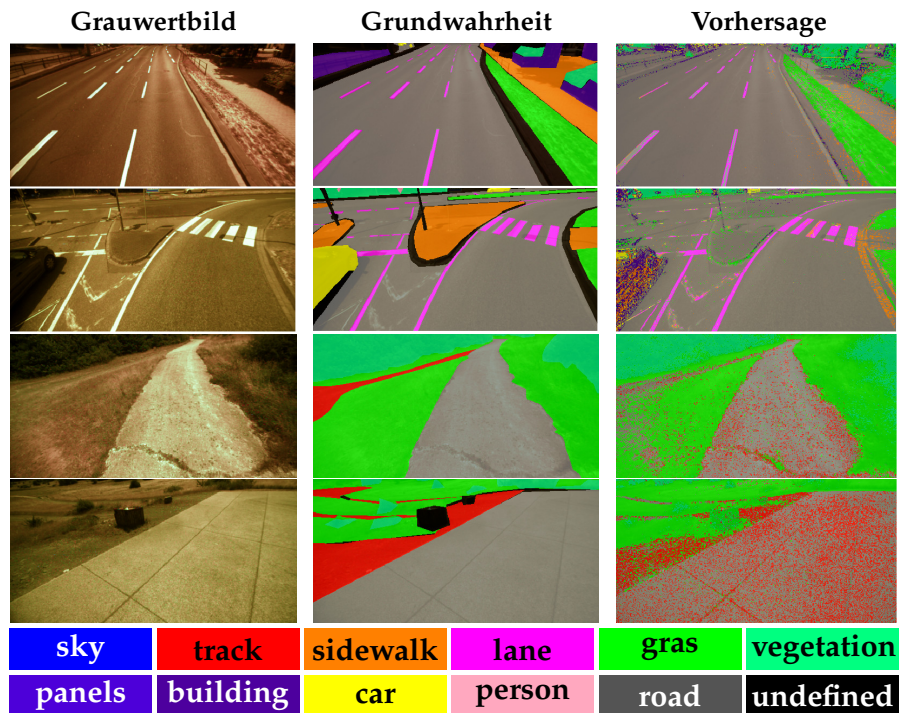 Grauwertbild Grundwahrheit Vorhersage
sky track sidewalk lane gras vegetation
panels building car person road undefined